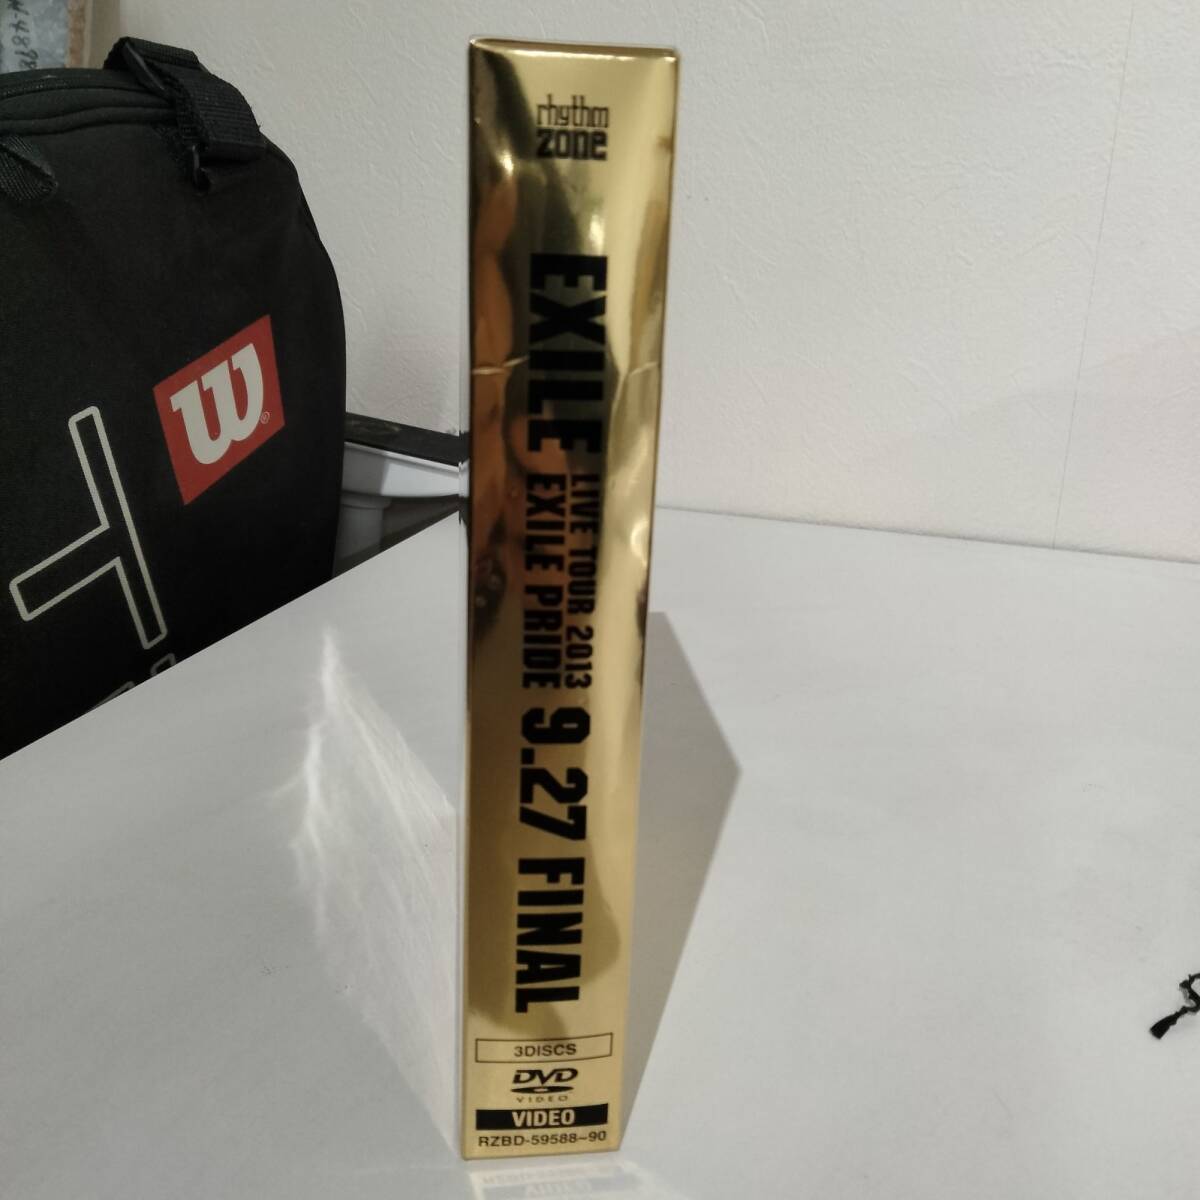 rhythm
zone
EXILE LIVE TOUR 2013
EXILE PRIDE 9.27 FINAL
3DISCS
DVD
VIDEO
VIDEO
RZBD-59588~90
W®